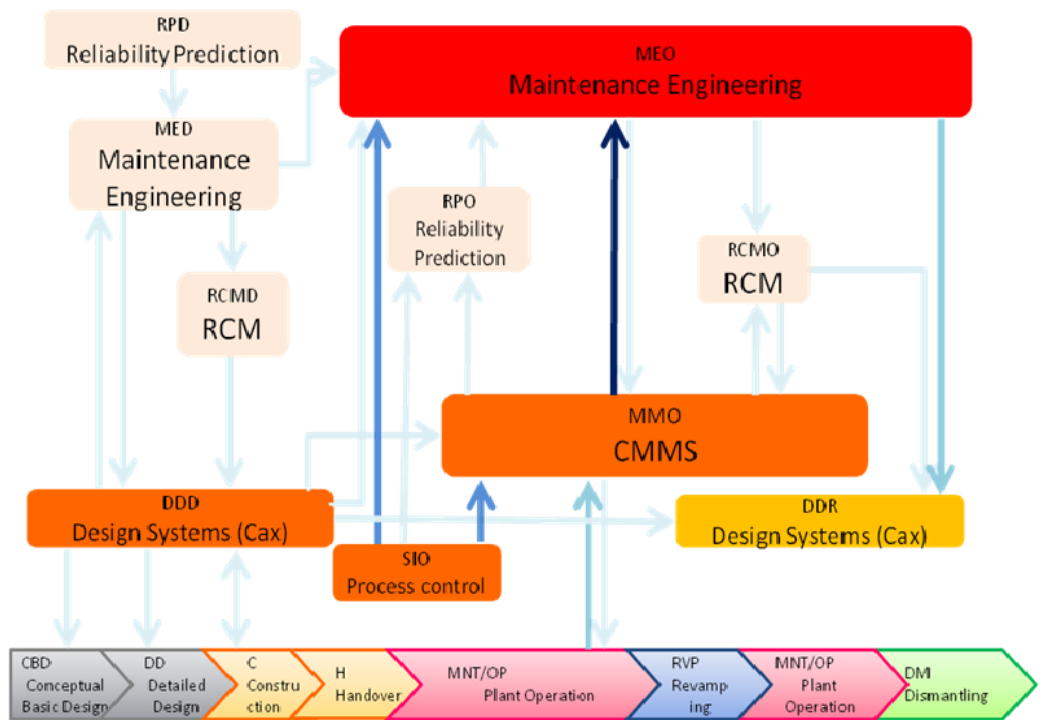 RPD
Reliability Prediction
MEO
Maintenance Engineering
MED
Maintenance
Engineering
RPO
Reliability
Prediction
RCMO
RCM
RCMD
RCM
MMO
CMMS
DDD
Design Systems (Cax)
DDR
Design Systems (Cax)
SIO
Process control
CBD
Conceptual
Basic Design
DD
Detailed
Design
C
Constru
ction
H
Handover
MNT/OP
Plant Operation
RVP
Revamp
ing
MNT/OP
Plant
Operation
DMI
Dismantling